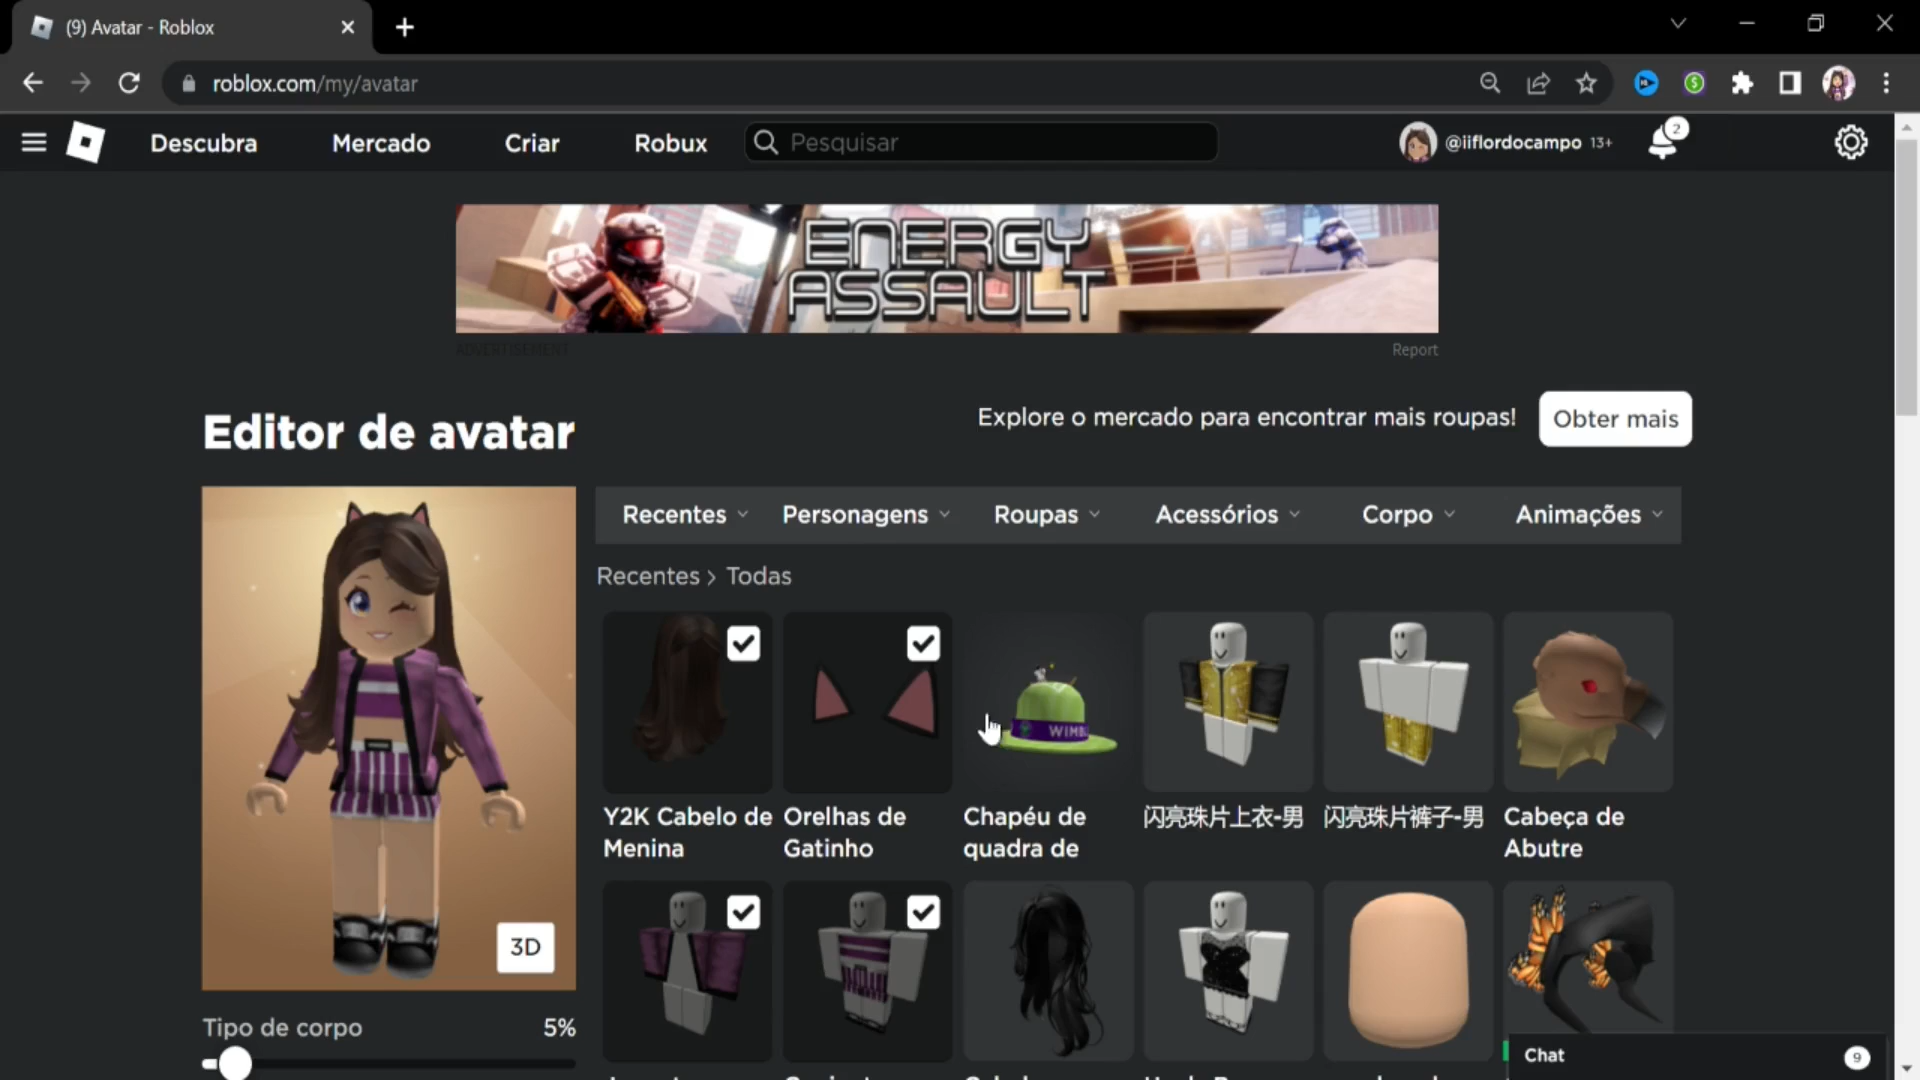 (9) Avatar - Roblox
roblox.com/my/avatar
Descubra
Mercado
Criar
Robux
Pesquisar
@iiflordocampo 13+
2
ENERGY
ASSAULT
ADVERTISEMENT
Report
Editor de avatar
Explore o mercado para encontrar mais roupas!
Obter mais
Recentes
Personagens
Roupas
Acessórios
Corpo
Animações
Recentes > Todas
WIMB
Y2K Cabelo de
Menina
Orelhas de
Gatinho
Chapéu de
quadra de
闪亮珠片上衣-男
闪亮珠片裤子-男
Cabeça de
Abutre
3D
Tipo de corpo
5%
Chat
9